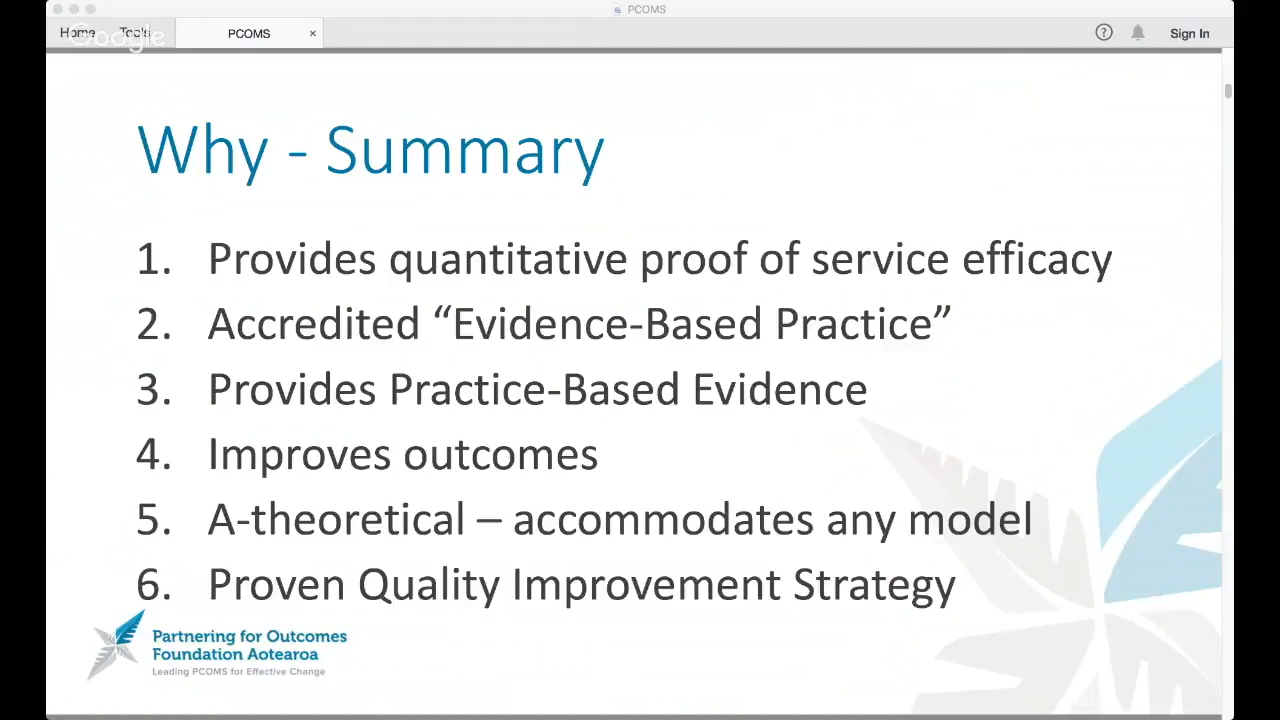 PCOMS
Home Tools PCOMS × ? Sign In
Google
Why - Summary
1. Provides quantitative proof of service efficacy
2. Accredited “Evidence-Based Practice”
3. Provides Practice-Based Evidence
4. Improves outcomes
5. A-theoretical – accommodates any model
6. Proven Quality Improvement Strategy
Partnering for Outcomes
Foundation Aotearoa
Leading PCOMS for Effective Change